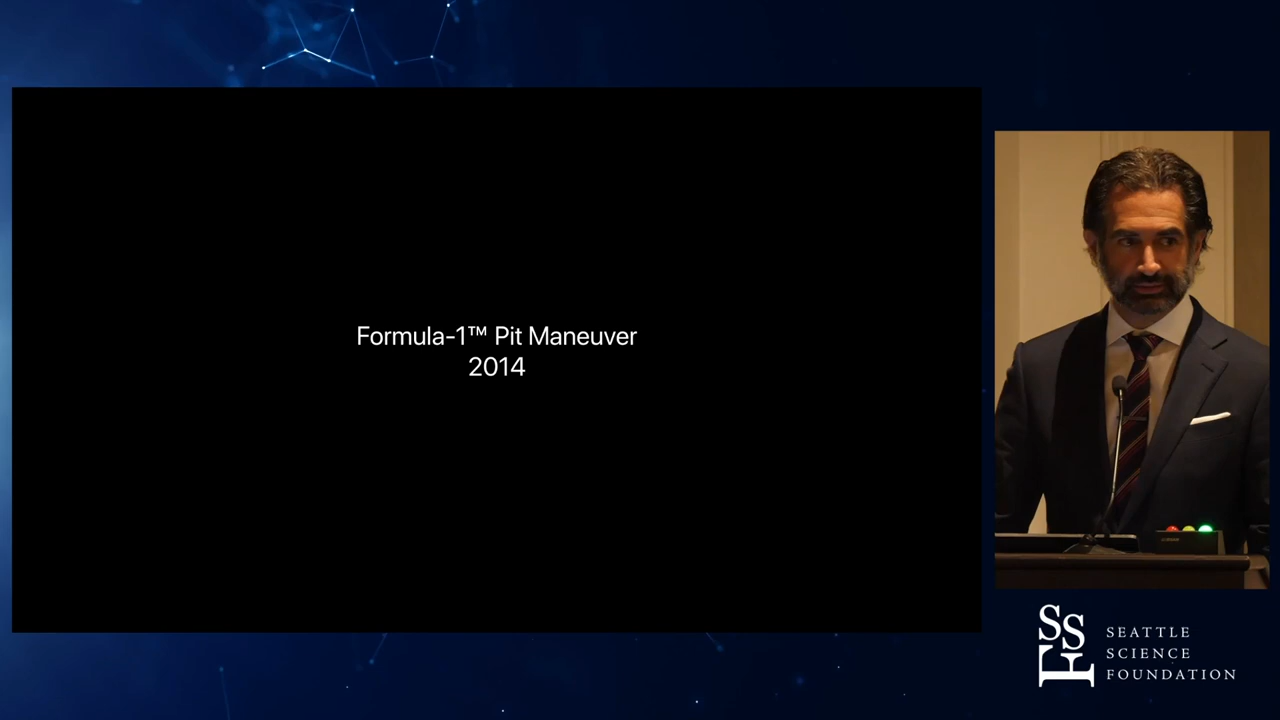 Formula-1™ Pit Maneuver
2014
SSF
SEATTLE
SCIENCE
FOUNDATION